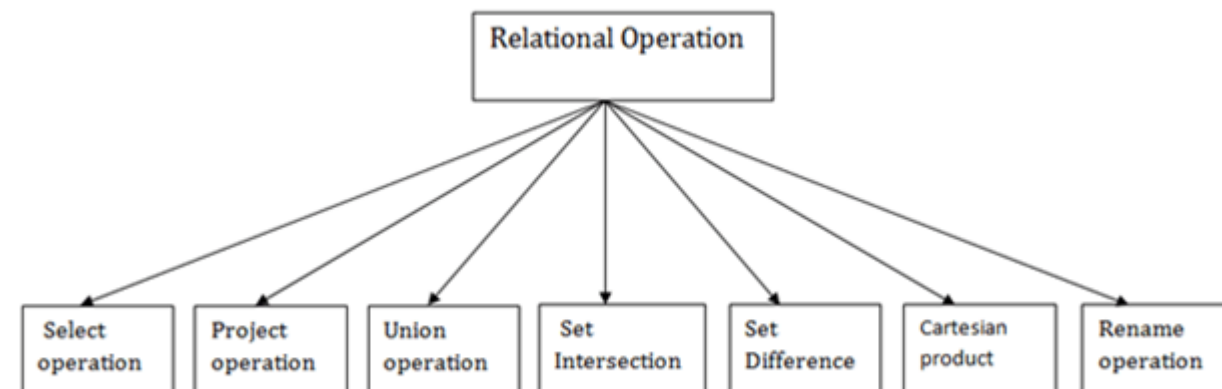 Relational Operation
Select
operation
Project
operation
Union
operation
Set
Intersection
Set
Difference
Cartesian
product
Rename
operation